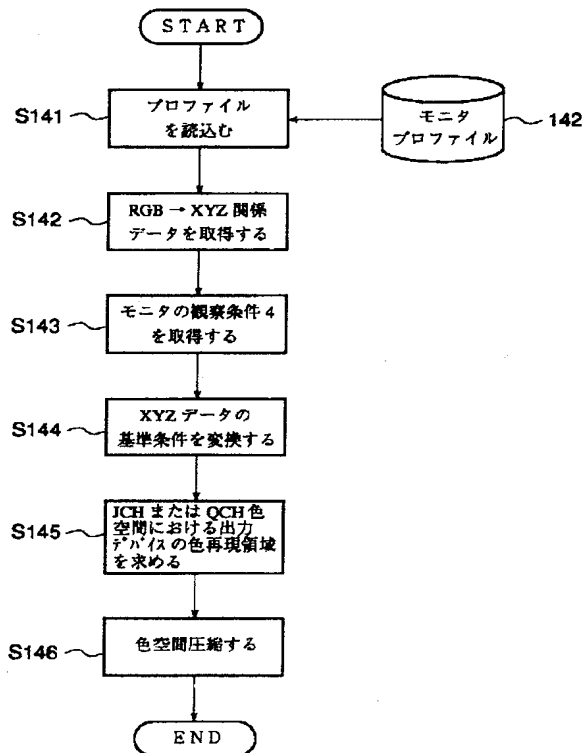 START
S141
プロファイル
を読込む
モニタ
プロファイル
142
S142
RGB → XYZ 関係
データを取得する
S143
モニタの観察条件4
を取得する
S144
XYZ データの
基準条件を変換する
S145
JCH または QCH 色
空間における出力
ﾃﾞﾊﾞｲｽの色再現領域
を求める
S146
色空間圧縮する
END